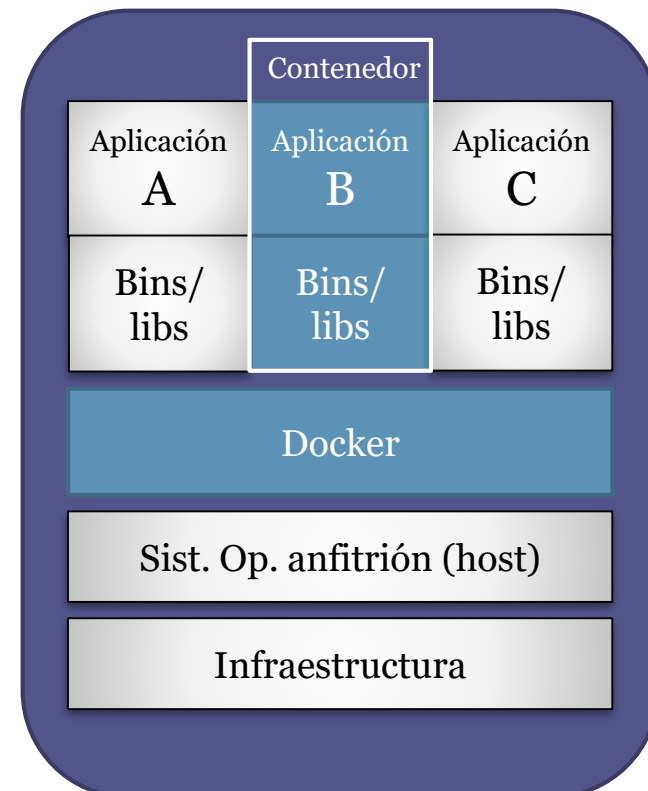 Contenedor
Aplicación
A
Aplicación
B
Aplicación
C
Bins/
libs
Bins/
libs
Bins/
libs
Docker
Sist. Op. anfitrión (host)
Infraestructura